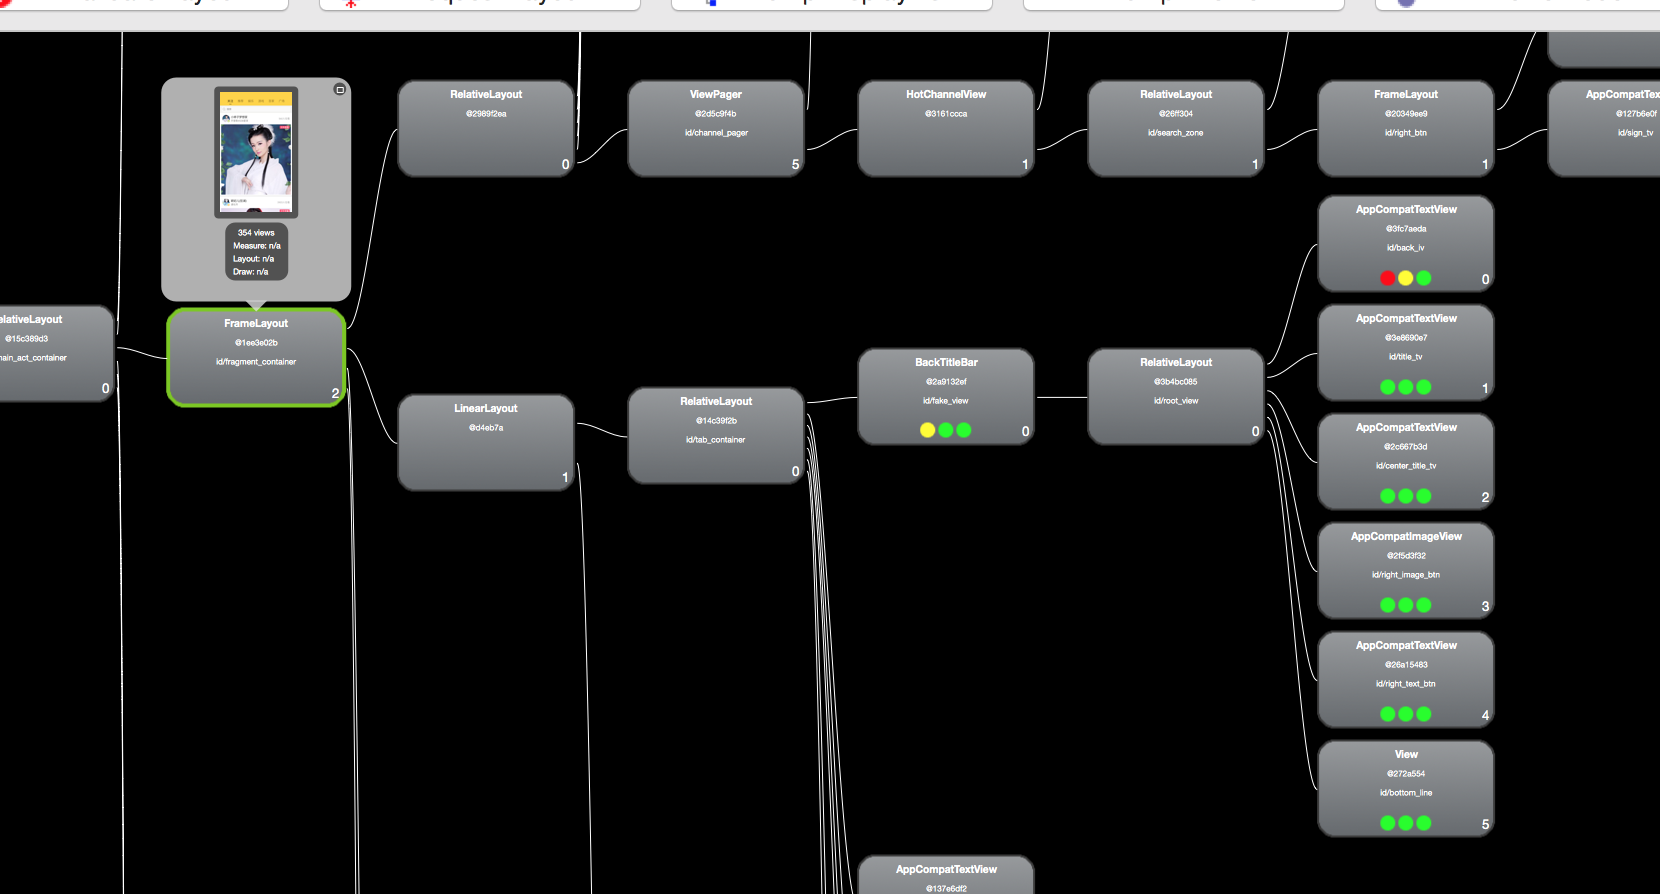 RelativeLayout
@2989f2ea
0
ViewPager
@2d5c9f4b
id/channel_pager
5
HotChannelView
@3161ccca
1
RelativeLayout
@26ff304
id/search_zone
1
FrameLayout
@20349ee9
id/right_btn
1
AppCompatTex
@127b6e0f
id/sign_tv
354 views
Measure: n/a
Layout: n/a
Draw: n/a
elativeLayout
@15c389d3
nain_act_container
0
FrameLayout
@1ee3e02b
id/fragment_container
2
LinearLayout
@d4eb7a
1
RelativeLayout
@14c39f2b
id/tab_container
0
BackTitleBar
@2a9132ef
id/fake_view
0
RelativeLayout
@3b4bc085
id/root_view
0
AppCompatTextView
@3fc7aeda
id/back_iv
0
AppCompatTextView
@3e8690e7
id/title_tv
1
AppCompatTextView
@2c667b3d
id/center_title_tv
2
AppCompatImageView
@2f5d3f32
id/right_image_btn
3
AppCompatTextView
@26a15483
id/right_text_btn
4
View
@272a554
id/bottom_line
5
AppCompatTextView
@137e6df2